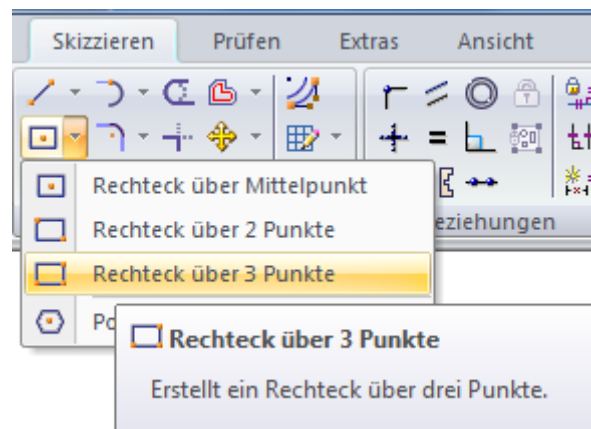 Skizzieren Prüfen Extras Ansicht
Rechteck über Mittelpunkt
Rechteck über 2 Punkte
eziehungen
Rechteck über 3 Punkte
Po
Rechteck über 3 Punkte
Erstellt ein Rechteck über drei Punkte.